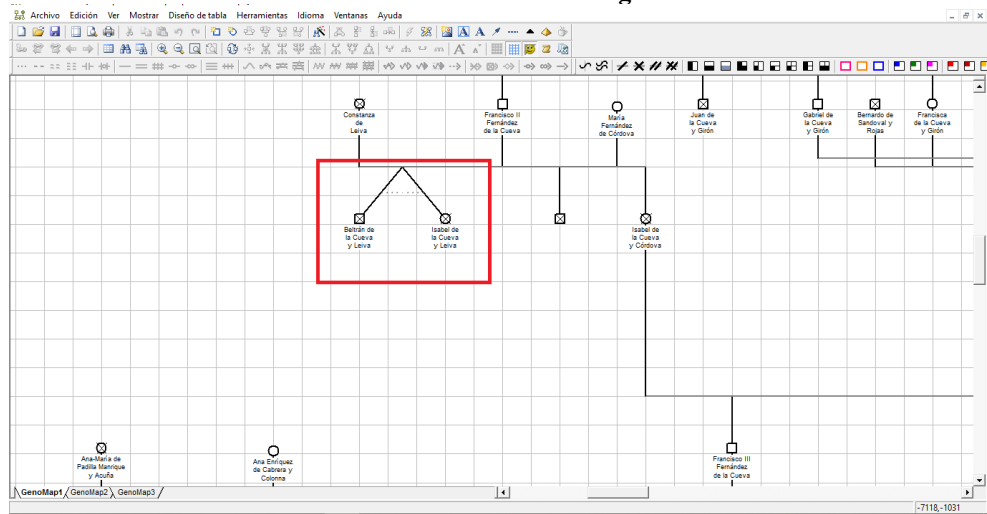 Archivo Edición Ver Mostrar Diseño de tabla Herramientas Idioma Ventanas Ayuda
Constanza
de
Leiva
Francisco II
Fernández
de la Cueva
María
Fernández
de Córdova
Juan de
la Cueva
y Girón
Gabriel de
la Cueva
y Girón
Bernardo de
Sandoval y
Rojas
Francisca
de la Cueva
y Girón
Beltrán de
la Cueva
y Leiva
Isabel de
la Cueva
y Leiva
Isabel de
la Cueva
y Córdova
Ana-María de
Padilla Manrique
y Acuña
Ana Enríquez
de Cabrera y
Colonna
Francisco III
Fernández
de la Cueva
GenoMap1 GenoMap2 GenoMap3
-7118,-1031